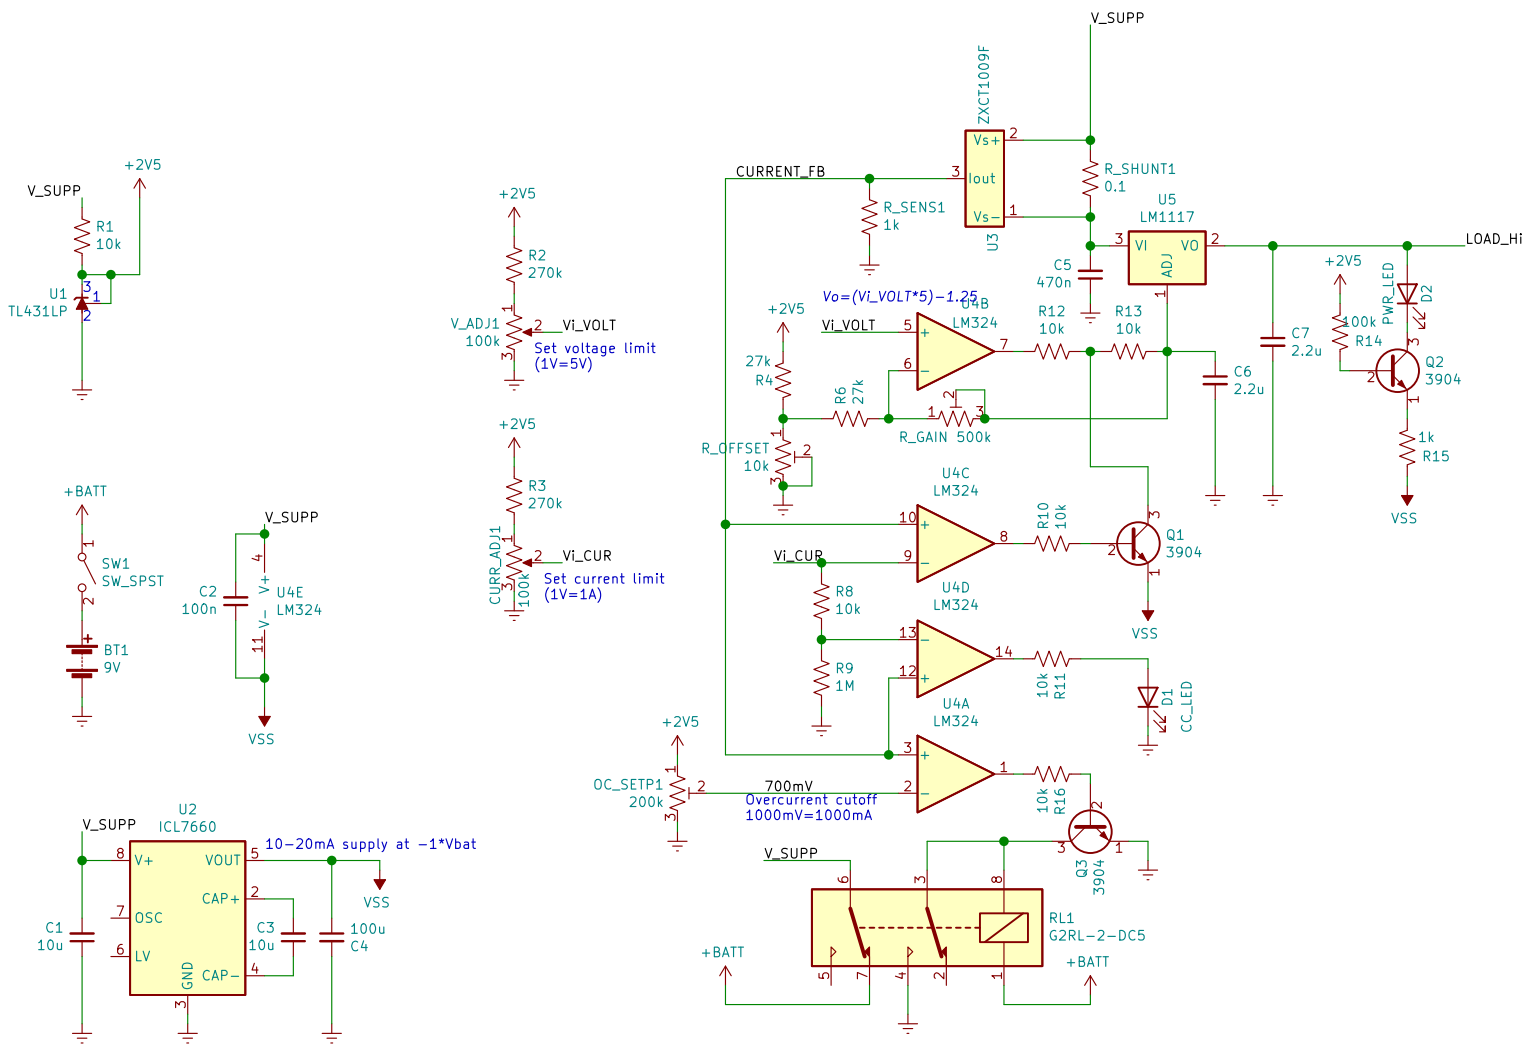 V_SUPP
ZXCT1009F
Vs+
2
3
Iout
Vs-
1
U3
R_SHUNT1
0.1
CURRENT_FB
R_SENS1
1k
U5
LM1117
3
VI
VO
2
ADJ
1
LOAD_Hi
C5
470n
+2V5
V_SUPP
R1
10k
U1
TL431LP
3
1
2
+2V5
R2
270k
V_ADJ1
100k
1
2
3
Vi_VOLT
Set voltage limit
(1V=5V)
+2V5
R3
270k
CURR_ADJ1
100k
1
2
3
Vi_CUR
Set current limit
(1V=1A)
Vo=(Vi_VOLT*5)-1.25
U4B
LM324
Vi_VOLT
5
+
6
-
7
R12
10k
R13
10k
+2V5
27k
R4
R6
27k
1
2
3
R_GAIN 500k
R_OFFSET
10k
1
2
3
C6
2.2u
C7
2.2u
+2V5
100k
R14
PWR_LED
D2
Q2
3904
3
2
1
1k
R15
VSS
U4C
LM324
10
+
9
-
8
Vi_CUR
R10
10k
Q1
3904
3
2
1
VSS
R8
10k
R9
1M
U4D
LM324
13
-
12
+
14
10k
R11
D1
CC_LED
U4A
LM324
3
+
2
-
1
10k
R16
+2V5
OC_SETP1
200k
1
2
3
700mV
Overcurrent cutoff
1000mV=1000mA
Q3
3904
2
3
1
V_SUPP
6
3
8
RL1
G2RL-2-DC5
5
7
4
2
1
+BATT
+BATT
+BATT
1
SW1
SW_SPST
2
+
BT1
9V
V_SUPP
C2
100n
4
V+
U4E
LM324
V-
11
VSS
U2
ICL7660
V_SUPP
8
V+
VOUT
5
10-20mA supply at -1*Vbat
CAP+
2
7
OSC
6
LV
CAP-
4
GND
3
C1
10u
C3
10u
100u
C4
VSS